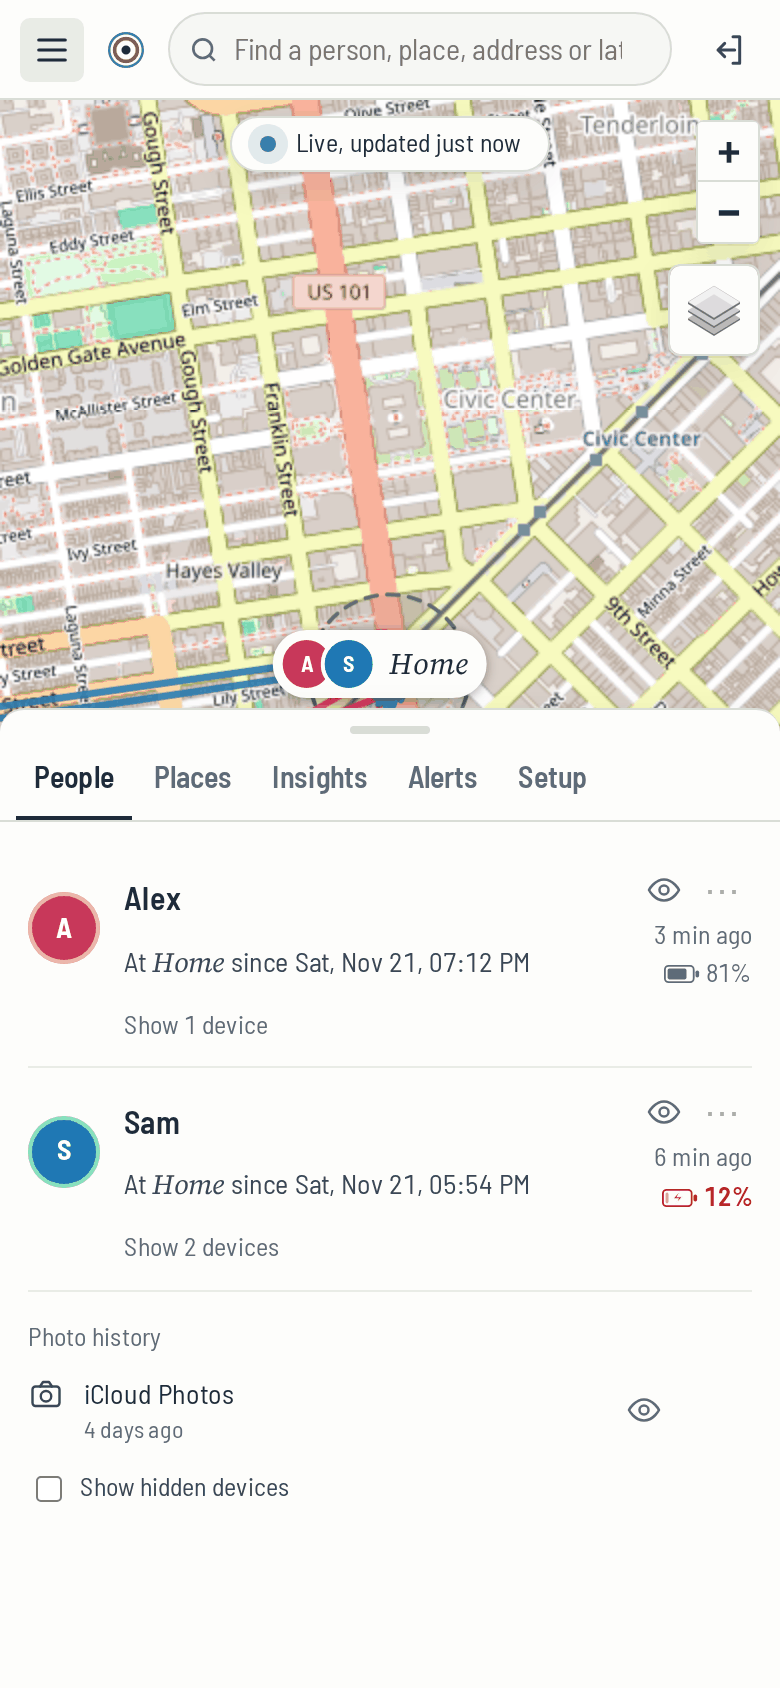 Find a person, place, address or lat
Olive Street
Tenderloin
Live, updated just now
Gough Street
Ellis Street
Laguna Street
Eddy Street
US 101
Elm Street
Golden Gate Avenue
Gough Street
McAllister Street
Franklin Street
Civic Center
Civic Center
Ivy Street
Hayes Valley
Minna Street
9th Street
Laguna Stre
Lily Street
A S Home
People Places Insights Alerts Setup
A
Alex
3 min ago
At Home since Sat, Nov 21, 07:12 PM
81%
Show 1 device
S
Sam
6 min ago
At Home since Sat, Nov 21, 05:54 PM
12%
Show 2 devices
Photo history
iCloud Photos
4 days ago
Show hidden devices